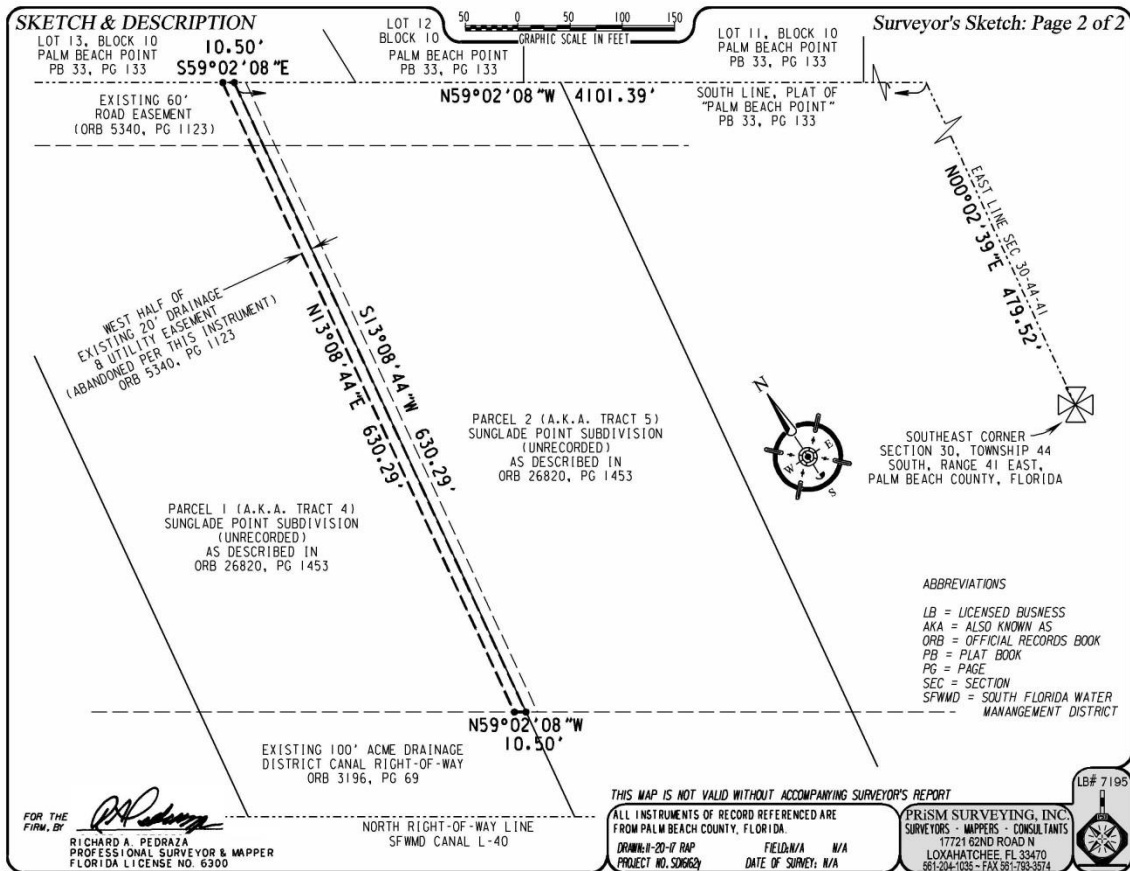 SKETCH & DESCRIPTION
Surveyor's Sketch: Page 2 of 2
50 0 50 100 150
GRAPHIC SCALE IN FEET
LOT 13, BLOCK 10
PALM BEACH POINT
PB 33, PG 133
10.50'
S59°02'08"E
LOT 12
BLOCK 10
PALM BEACH POINT
PB 33, PG 133
LOT 11, BLOCK 10
PALM BEACH POINT
PB 33, PG 133
N59°02'08"W 4101.39'
SOUTH LINE, PLAT OF
"PALM BEACH POINT"
PB 33, PG 133
EXISTING 60'
ROAD EASEMENT
(ORB 5340, PG 1123)
EAST LINE SEC 30-44-41
N00°02'39"E 479.52'
WEST HALF OF
EXISTING 20' DRAINAGE
& UTILITY EASEMENT
(ABANDONED PER THIS INSTRUMENT)
ORB 5340, PG 1123
N13°08'44"E 630.29'
S13°08'44"W 630.29'
PARCEL 2 (A.K.A. TRACT 5)
SUNGLADE POINT SUBDIVISION
(UNRECORDED)
AS DESCRIBED IN
ORB 26820, PG 1453
N
E
W
S
SOUTHEAST CORNER
SECTION 30, TOWNSHIP 44
SOUTH, RANGE 41 EAST,
PALM BEACH COUNTY, FLORIDA
PARCEL 1 (A.K.A. TRACT 4)
SUNGLADE POINT SUBDIVISION
(UNRECORDED)
AS DESCRIBED IN
ORB 26820, PG 1453
ABBREVIATIONS
LB = LICENSED BUSNESS
AKA = ALSO KNOWN AS
ORB = OFFICIAL RECORDS BOOK
PB = PLAT BOOK
PG = PAGE
SEC = SECTION
SFWMD = SOUTH FLORIDA WATER
MANANGEMENT DISTRICT
N59°02'08"W
10.50'
EXISTING 100' ACME DRAINAGE
DISTRICT CANAL RIGHT-OF-WAY
ORB 3196, PG 69
NORTH RIGHT-OF-WAY LINE
SFWMD CANAL L-40
FOR THE
FIRM, BY
RICHARD A. PEDRAZA
PROFESSIONAL SURVEYOR & MAPPER
FLORIDA LICENSE NO. 6300
THIS MAP IS NOT VALID WITHOUT ACCOMPANYING SURVEYOR'S REPORT
ALL INSTRUMENTS OF RECORD REFERENCED ARE
FROM PALM BEACH COUNTY, FLORIDA.
DRAWN: 11-20-17 RAP FIELD: N/A N/A
PROJECT NO. DATE OF SURVEY: N/A
LB# 7195
PRiSM SURVEYING, INC.
SURVEYORS - MAPPERS - CONSULTANTS
17721 62ND ROAD N
LOXAHATCHEE, FL 33470
561-204-1035 ~ FAX 561-793-3574